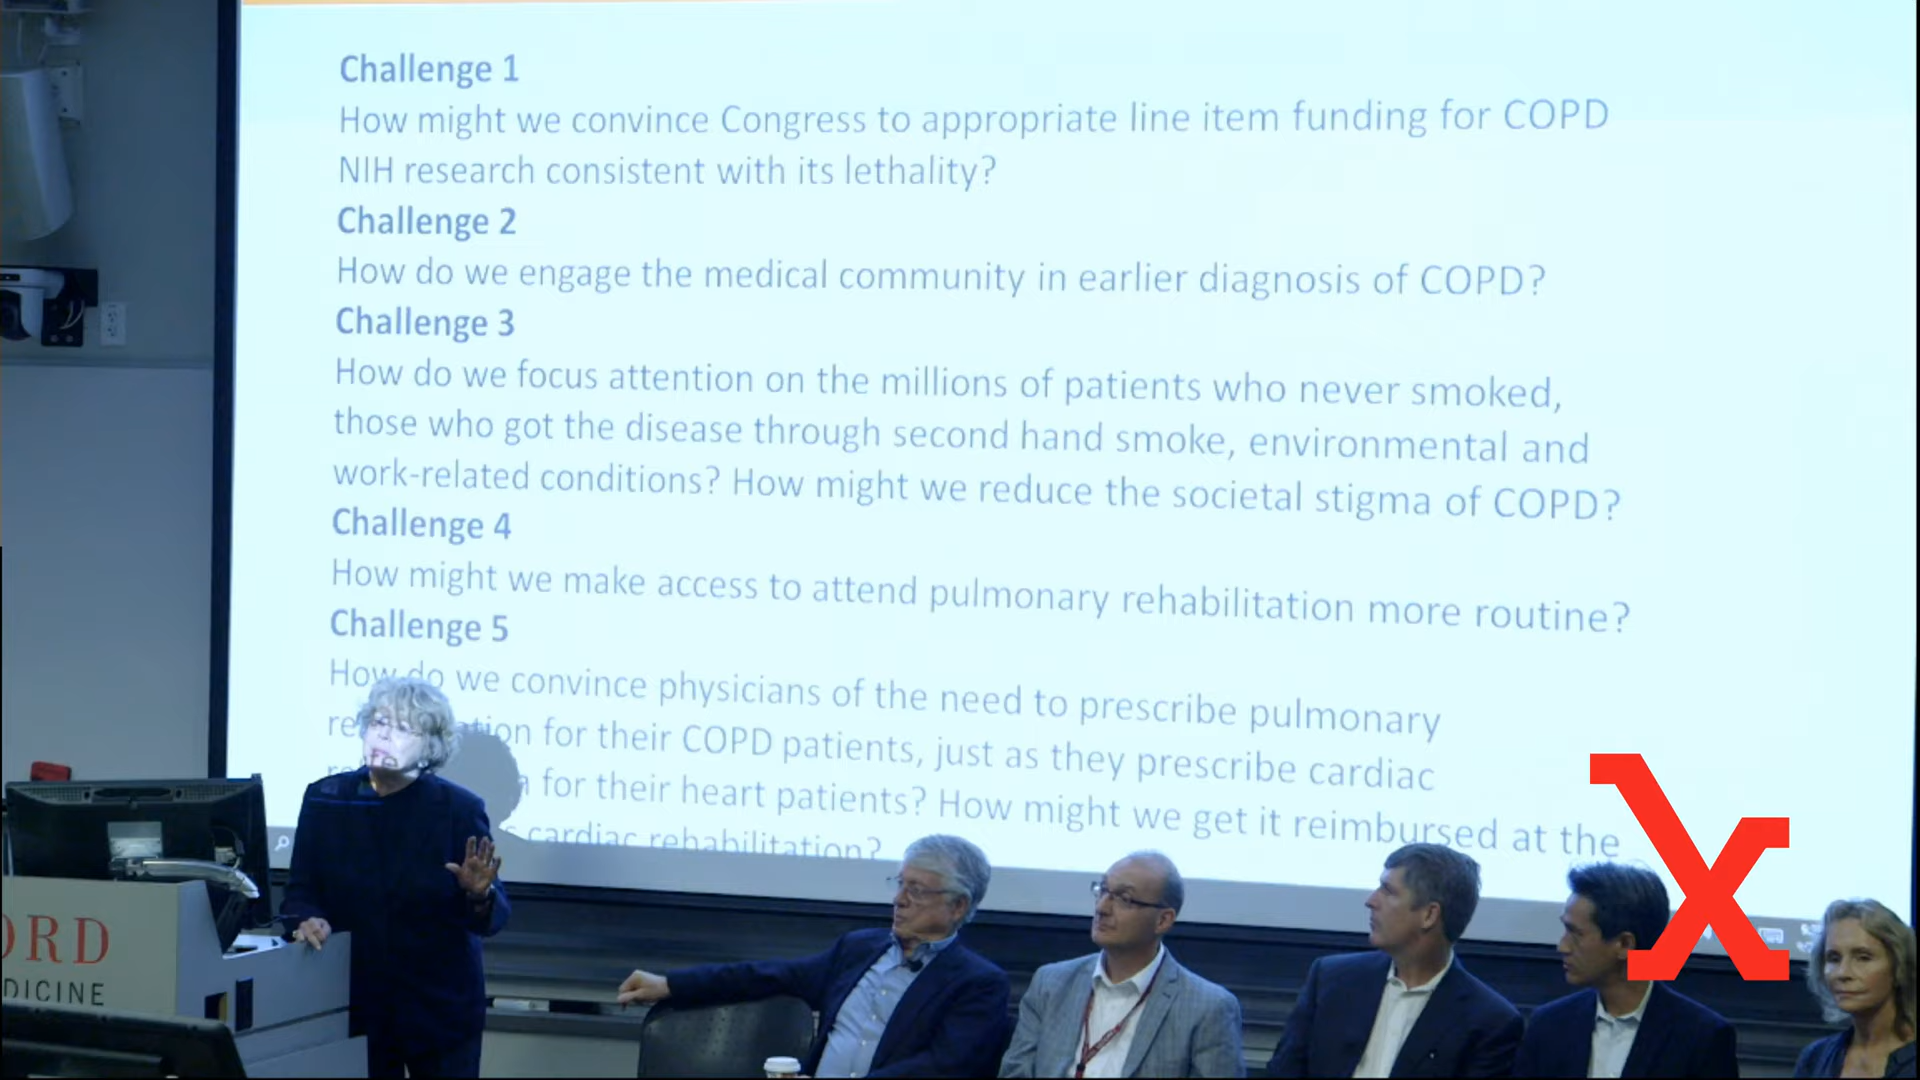 Challenge 1
How might we convince Congress to appropriate line item funding for COPD
NIH research consistent with its lethality?
Challenge 2
How do we engage the medical community in earlier diagnosis of COPD?
Challenge 3
How do we focus attention on the millions of patients who never smoked,
those who got the disease through second hand smoke, environmental and
work-related conditions? How might we reduce the societal stigma of COPD?
Challenge 4
How might we make access to attend pulmonary rehabilitation more routine?
Challenge 5
How do we convince physicians of the need to prescribe pulmonary
for their COPD patients, just as they prescribe cardiac
for their heart patients? How might we get it reimbursed at the
cardiac rehabilitation?
ORD
DICINE